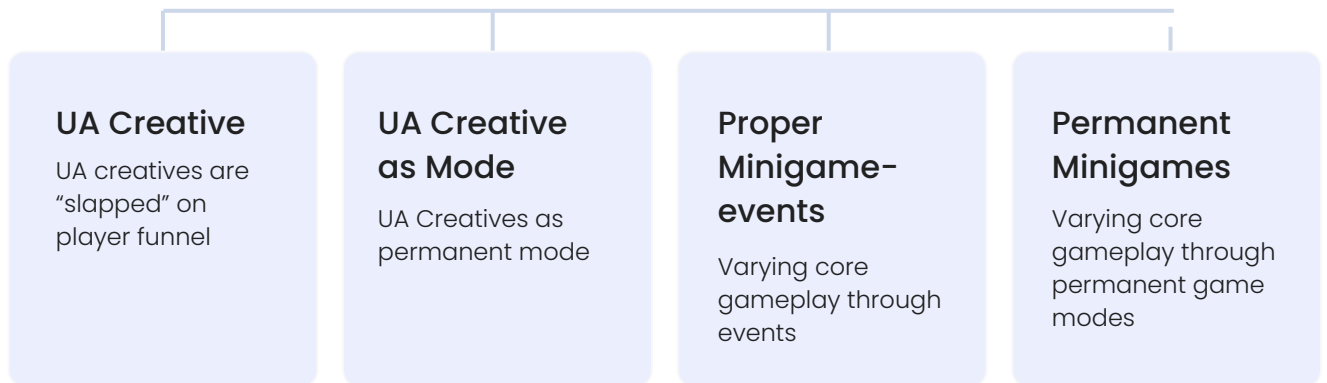 UA Creative
UA creatives are
“slapped” on
player funnel
UA Creative
as Mode
UA Creatives as
permanent mode
Proper
Minigame-
events
Varying core
gameplay through
events
Permanent
Minigames
Varying core
gameplay through
permanent game
modes